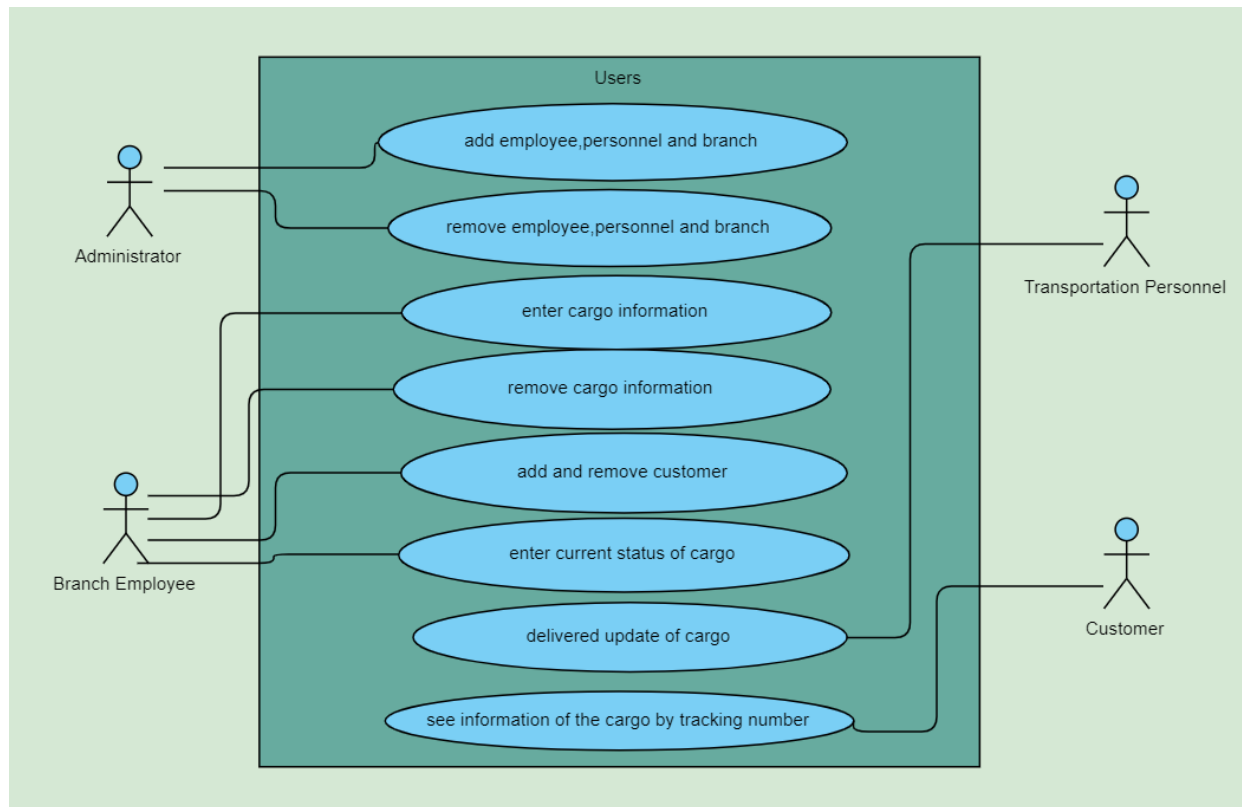 Users
add employee,personnel and branch
Administrator
remove employee,personnel and branch
Transportation Personnel
enter cargo information
remove cargo information
add and remove customer
enter current status of cargo
Branch Employee
delivered update of cargo
Customer
see information of the cargo by tracking number